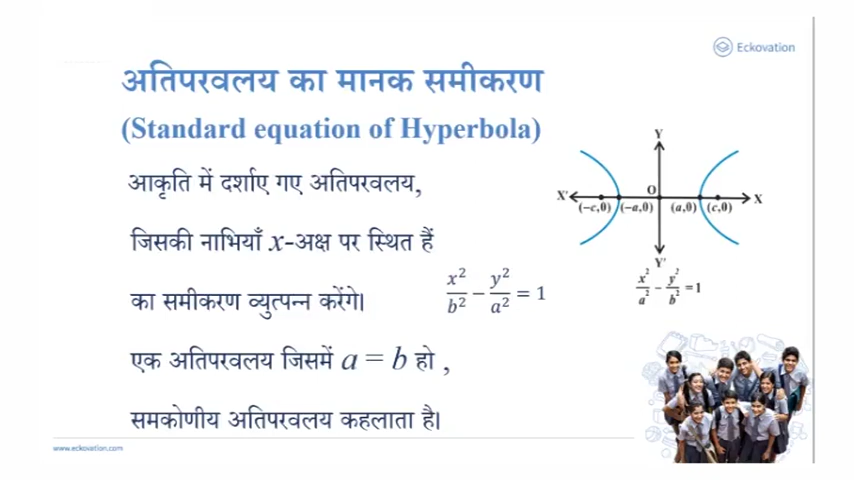 Eckovation
अतिपरवलय का मानक समीकरण
(Standard equation of Hyperbola)
आकृति में दर्शाए गए अतिपरवलय,
जिसकी नाभियाँ x-अक्ष पर स्थित हैं
का समीकरण व्युत्पन्न करेंगे।
x²/b² − y²/a² = 1
एक अतिपरवलय जिसमें a = b हो ,
समकोणीय अतिपरवलय कहलाता है।
Y
X′ O X
(−c,0) (−a,0) (a,0) (c,0)
Y′
x²/a² − y²/b² =1
www.eckovation.com